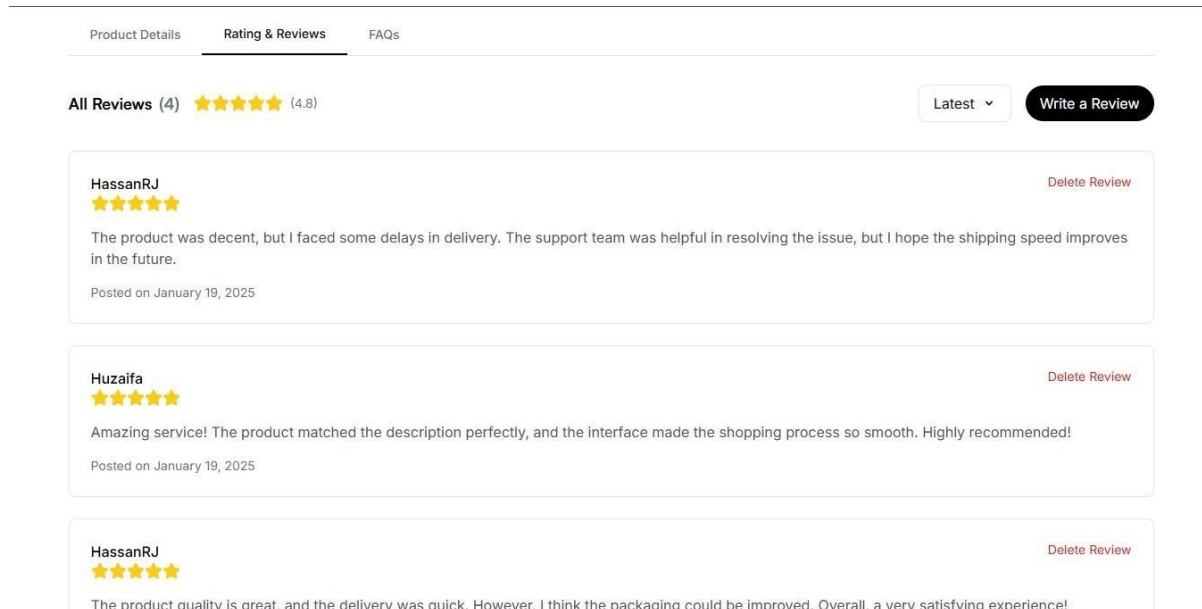 Product Details Rating & Reviews FAQs
All Reviews (4) (4.8) Latest Write a Review
HassanRJ Delete Review
The product was decent, but I faced some delays in delivery. The support team was helpful in resolving the issue, but I hope the shipping speed improves
in the future.
Posted on January 19, 2025
Huzaifa Delete Review
Amazing service! The product matched the description perfectly, and the interface made the shopping process so smooth. Highly recommended!
Posted on January 19, 2025
HassanRJ Delete Review
The product quality is great, and the delivery was quick. However, I think the packaging could be improved. Overall, a very satisfying experience!